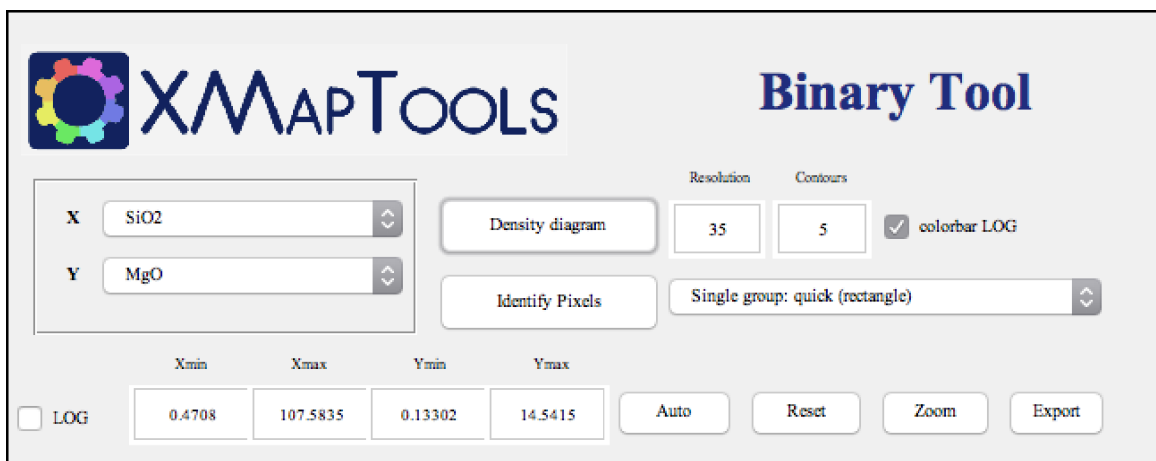 XMAPTOOLS
Binary Tool
Resolution Contours
X SiO2 Density diagram 35 5 colorbar LOG
Y MgO Identify Pixels Single group: quick (rectangle)
Xmin Xmax Ymin Ymax
LOG 0.4708 107.5835 0.13302 14.5415 Auto Reset Zoom Export